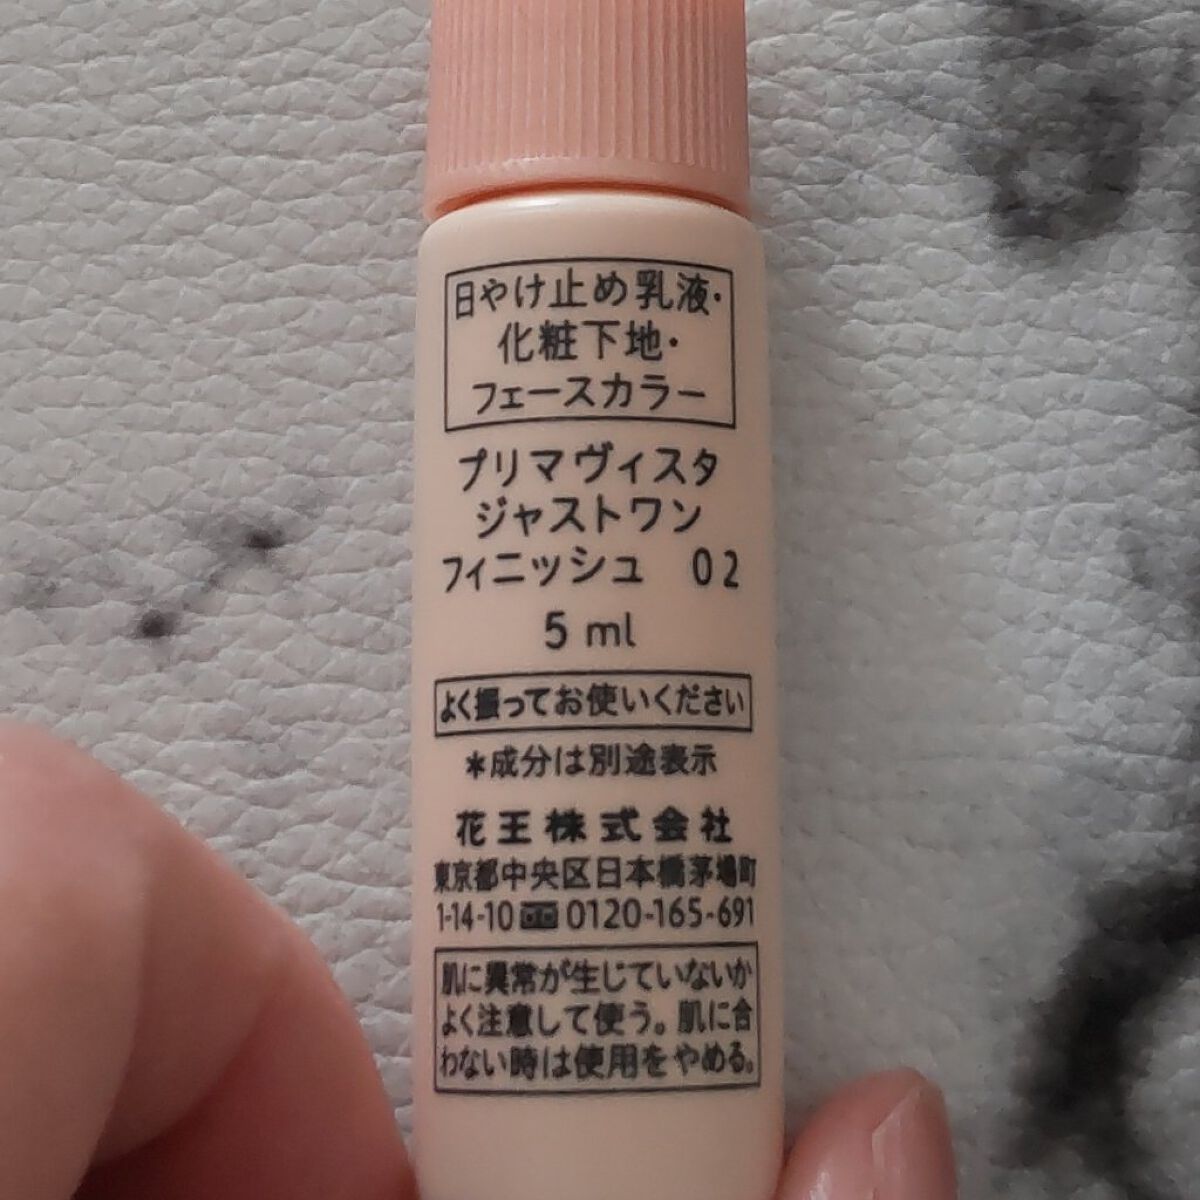 日やけ止め乳液・
化粧下地・
フェースカラー
プリマヴィスタ
ジャストワン
フィニッシュ 02
5 ml
よく振ってお使いください
*成分は別途表示
花王株式会社
東京都中央区日本橋茅場町
1-14-10 0120-165-691
肌に異常が生じていないか
よく注意して使う。肌に合
わない時は使用をやめる。